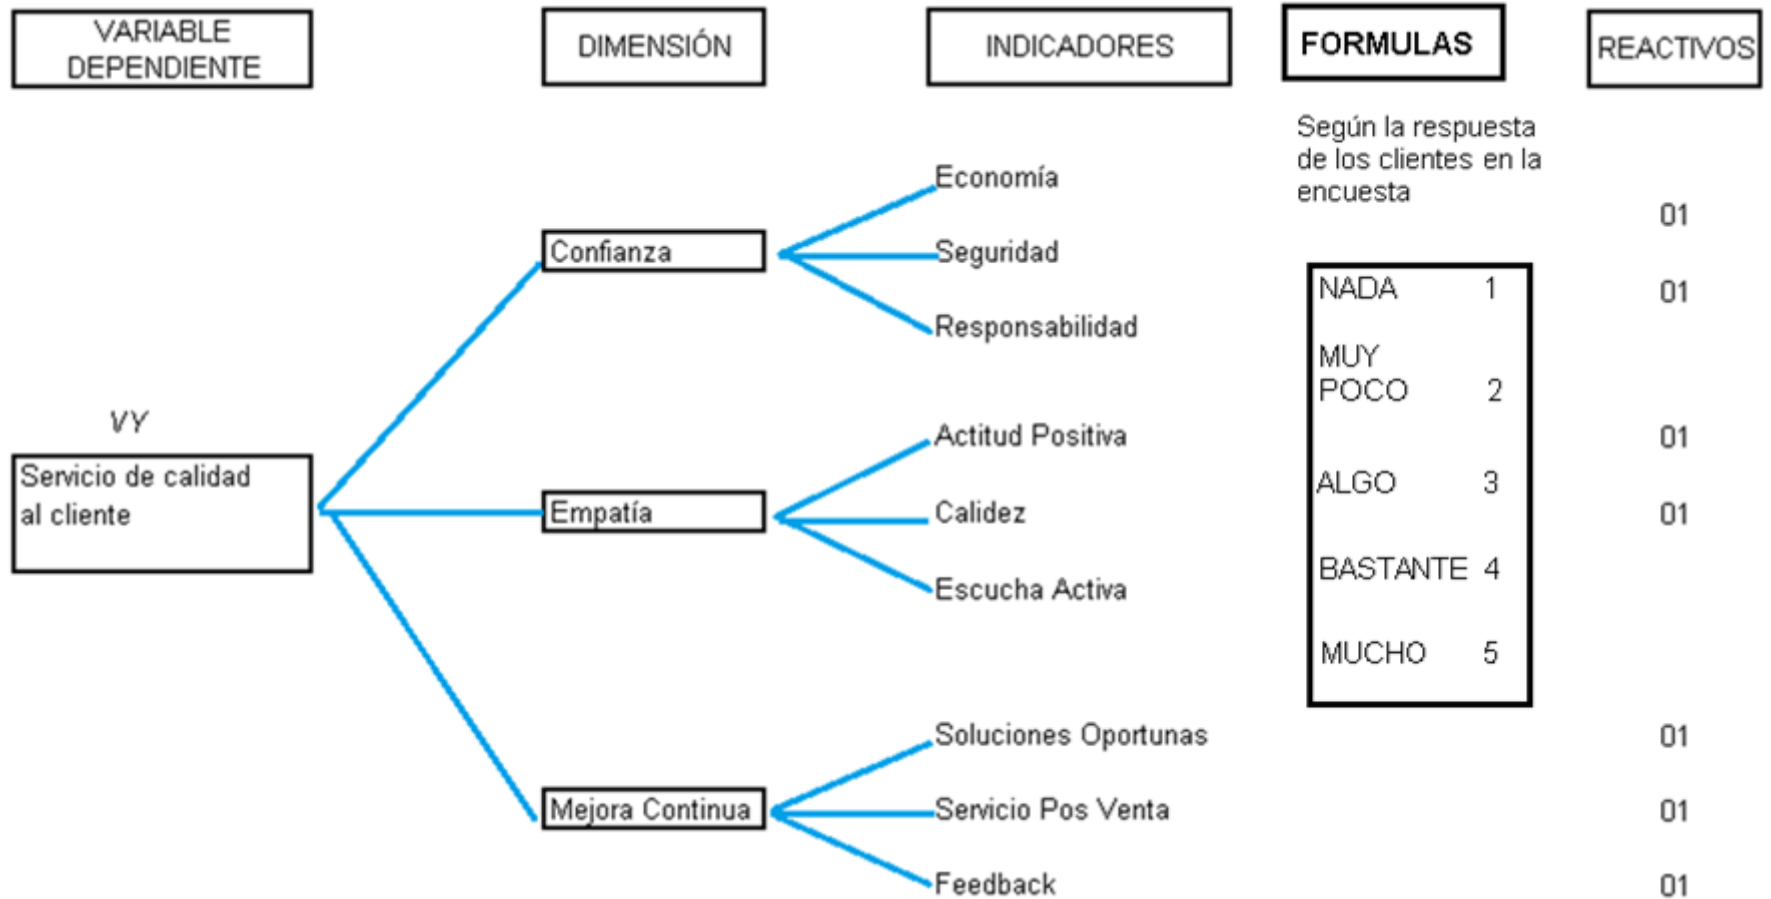 VARIABLE
DEPENDIENTE
DIMENSIÓN
INDICADORES
FORMULAS
REACTIVOS
Según la respuesta
de los clientes en la
encuesta
Economía
01
Confianza
Seguridad
NADA 1
01
Responsabilidad
MUY
POCO 2
VY
Actitud Positiva
01
Servicio de calidad
al cliente
ALGO 3
Empatía
Calidez
01
BASTANTE 4
Escucha Activa
MUCHO 5
Soluciones Oportunas
01
Mejora Continua
Servicio Pos Venta
01
Feedback
01